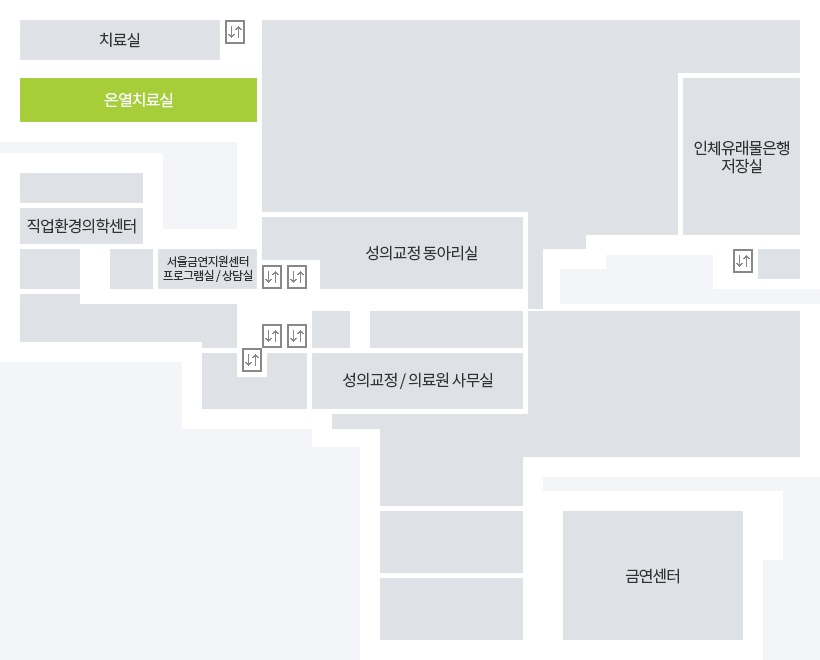 치료실
온열치료실
인체유래물은행
저장실
직업환경의학센터
서울금연지원센터
프로그램실 / 상담실
성의교정 동아리실
성의교정 / 의료원 사무실
금연센터